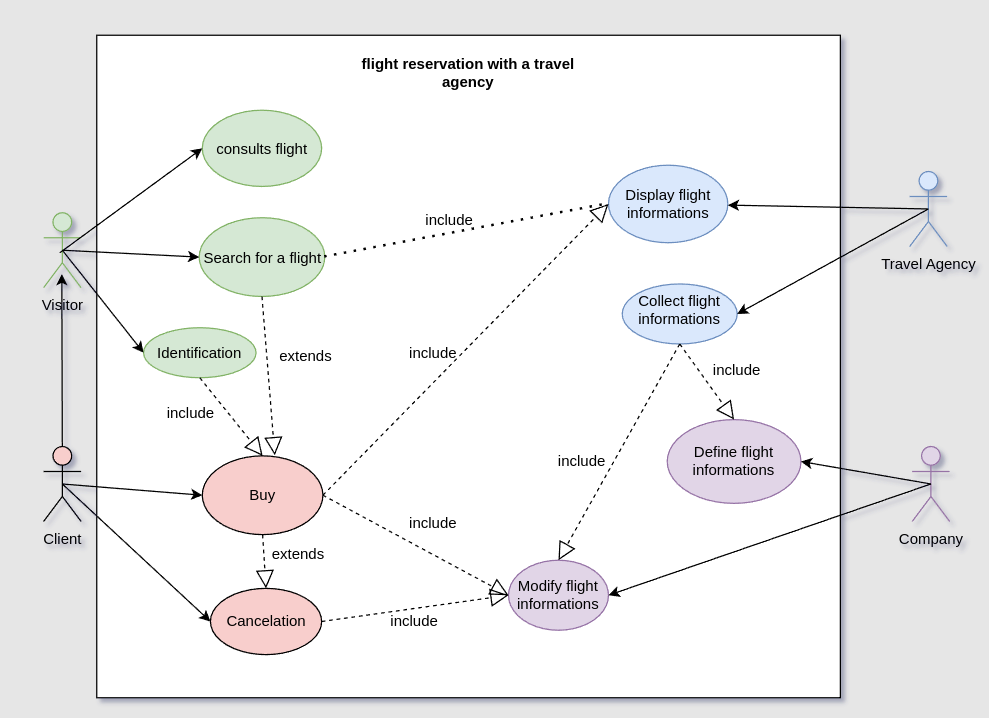 flight reservation with a travel
agency
consults flight
Display flight
informations
include
Search for a flight
Travel Agency
Visitor
Collect flight
informations
Identification
extends
include
include
include
Define flight
informations
include
Buy
include
Client
Company
extends
Modify flight
informations
Cancelation
include